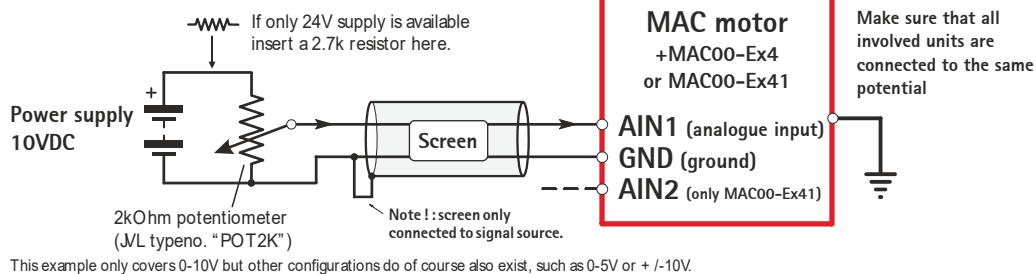 If only 24V supply is available
insert a 2.7k resistor here.
+
Power supply
10VDC
2kOhm potentiometer
(JVL typeno. “POT2K”)
Screen
Note ! : screen only
connected to signal source.
MAC motor
+MAC00-Ex4
or MAC00-Ex41
AIN1 (analogue input)
GND (ground)
AIN2 (only MAC00-Ex41)
Make sure that all
involved units are
connected to the same
potential
This example only covers 0-10V but other configurations do of course also exist, such as 0-5V or + /-10V.